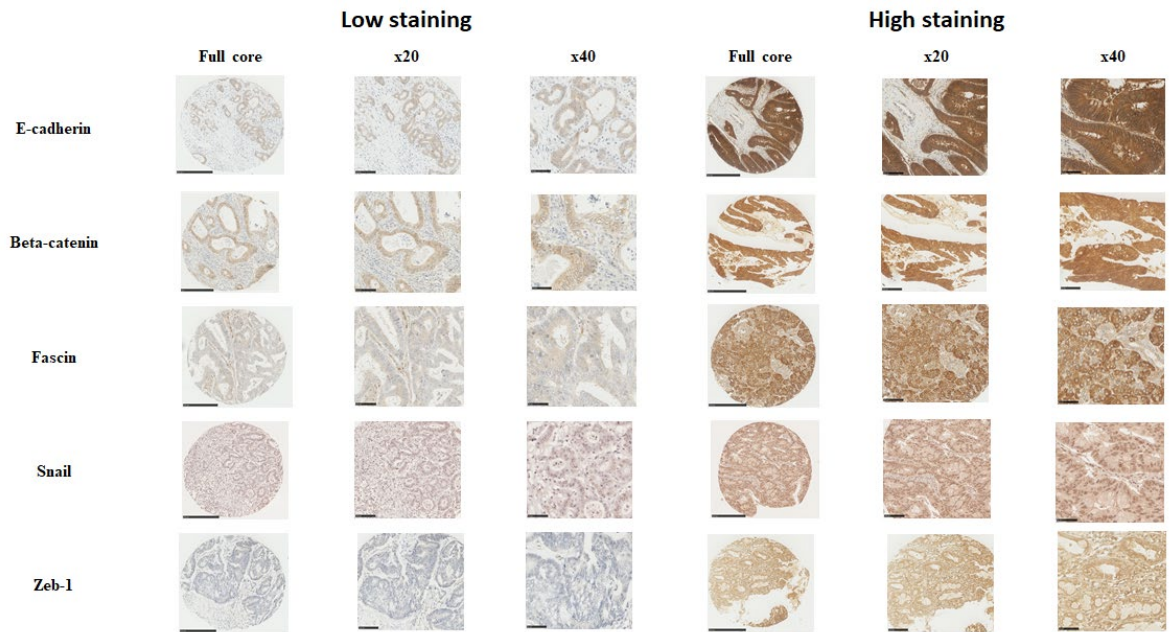 Low staining High staining
Full core x20 x40 Full core x20 x40
E-cadherin
Beta-catenin
Fascin
Snail
Zeb-1